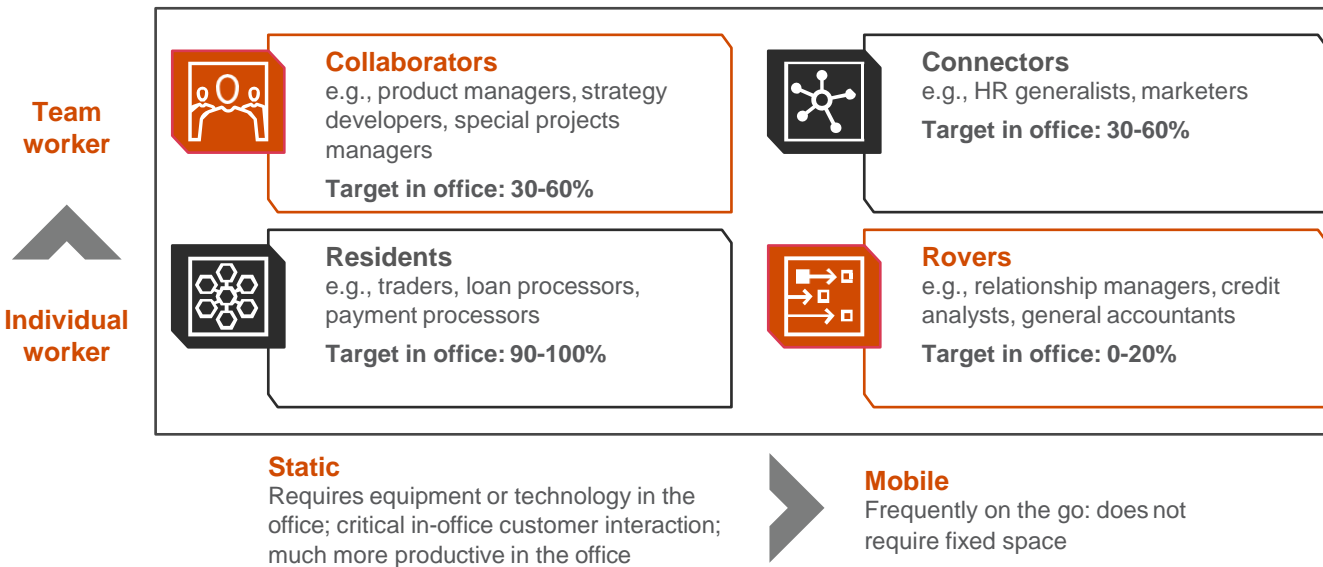 Team
worker
Individual
worker
Collaborators
e.g., product managers, strategy
developers, special projects
managers
Target in office: 30-60%
Connectors
e.g., HR generalists, marketers
Target in office: 30-60%
Residents
e.g., traders, loan processors,
payment processors
Target in office: 90-100%
Rovers
e.g., relationship managers, credit
analysts, general accountants
Target in office: 0-20%
Static
Requires equipment or technology in the
office; critical in-office customer interaction;
much more productive in the office
Mobile
Frequently on the go: does not
require fixed space